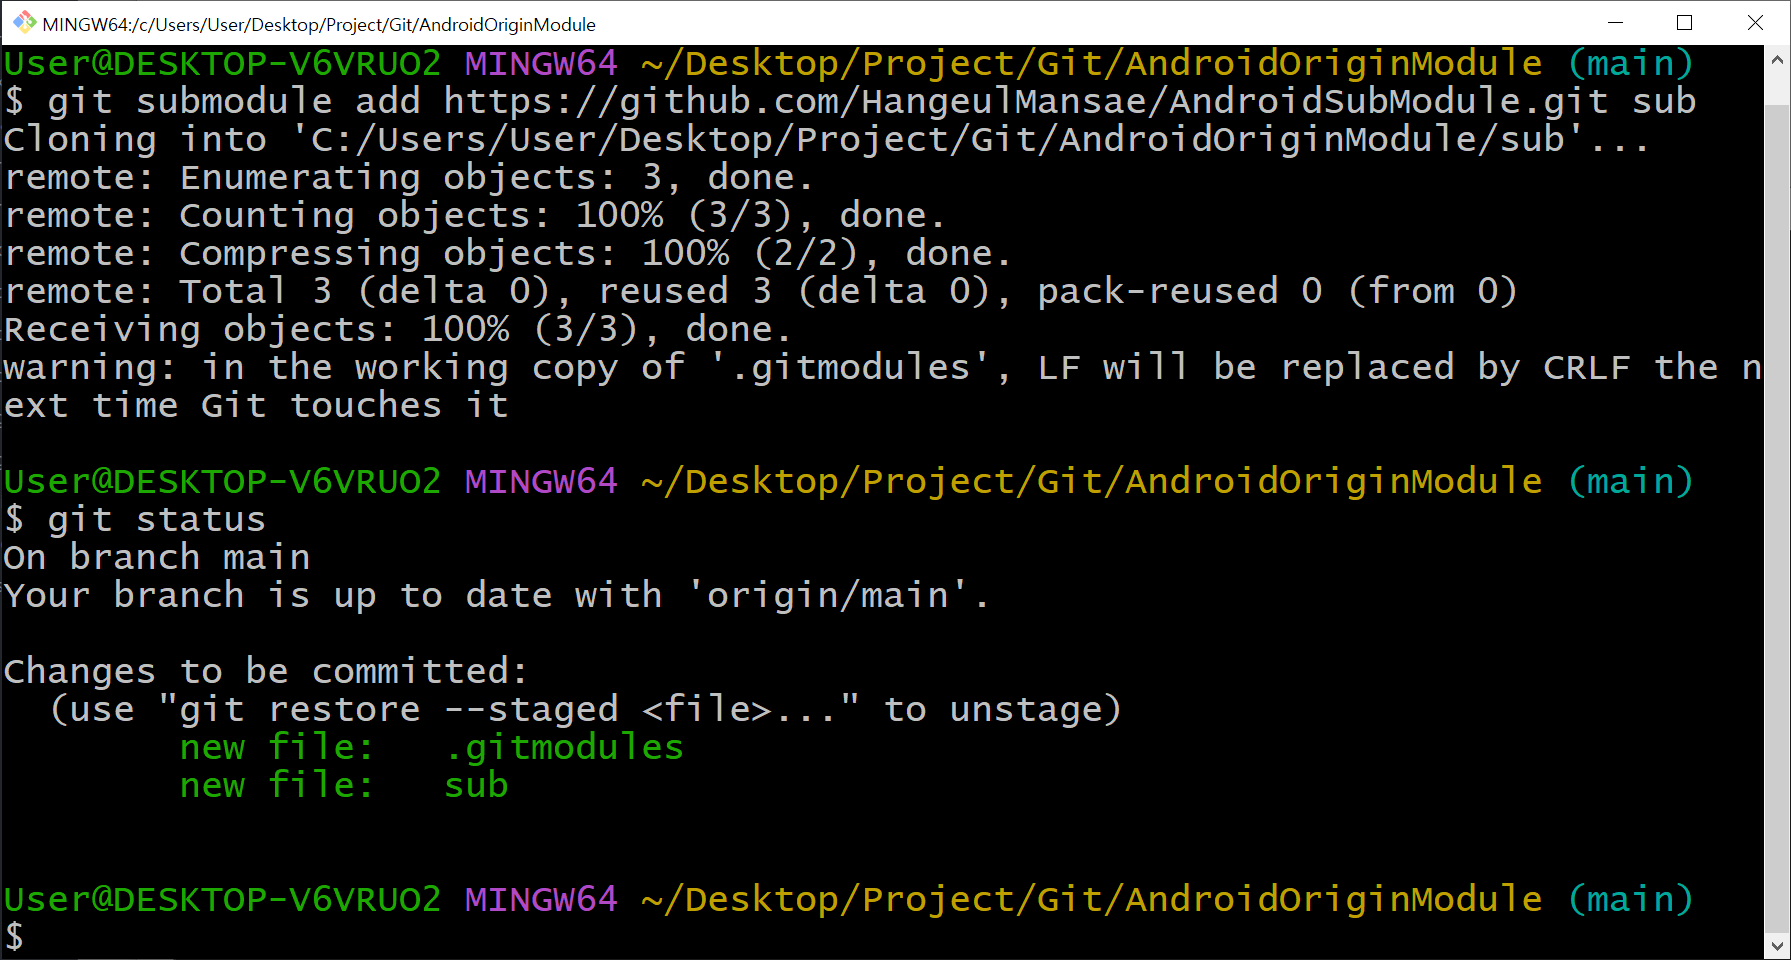 MINGW64:/c/Users/User/Desktop/Project/Git/AndroidOriginModule
User@DESKTOP-V6VRUO2 MINGW64 ~/Desktop/Project/Git/AndroidOriginModule (main)
$ git submodule add https://github.com/HangeulMansae/AndroidSubModule.git sub
Cloning into 'C:/Users/User/Desktop/Project/Git/AndroidOriginModule/sub'...
remote: Enumerating objects: 3, done.
remote: Counting objects: 100% (3/3), done.
remote: Compressing objects: 100% (2/2), done.
remote: Total 3 (delta 0), reused 3 (delta 0), pack-reused 0 (from 0)
Receiving objects: 100% (3/3), done.
warning: in the working copy of '.gitmodules', LF will be replaced by CRLF the n
ext time Git touches it
User@DESKTOP-V6VRUO2 MINGW64 ~/Desktop/Project/Git/AndroidOriginModule (main)
$ git status
On branch main
Your branch is up to date with 'origin/main'.
Changes to be committed:
  (use "git restore --staged <file>..." to unstage)
        new file:   .gitmodules
        new file:   sub
User@DESKTOP-V6VRUO2 MINGW64 ~/Desktop/Project/Git/AndroidOriginModule (main)
$